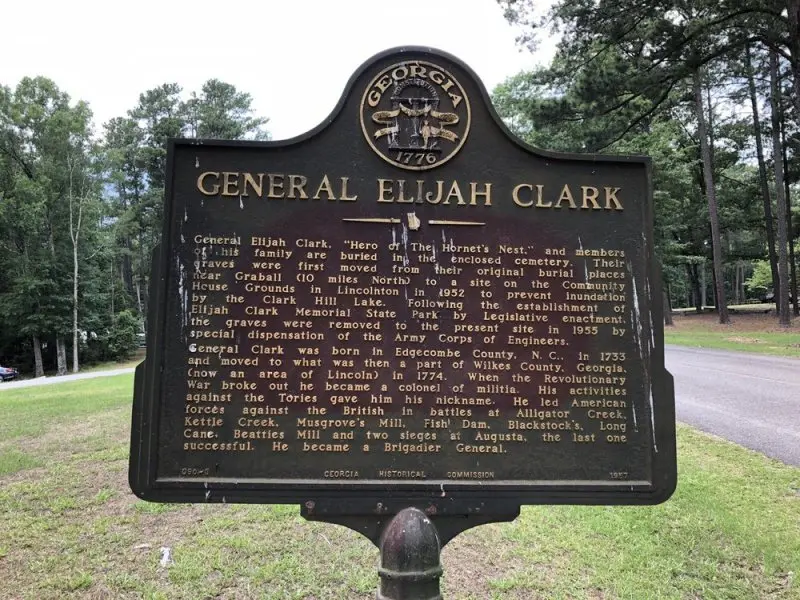 GEORGIA
1776
GENERAL ELIJAH CLARK
General Elijah Clark, "Hero of The Hornet's Nest," and members
of his family are buried in the enclosed cemetery. Their
graves were first moved from their original burial places
near Graball (10 miles North) to a site on the Community
House Grounds in Lincolnton in 1952 to prevent inundation
by the Clark Hill Lake. Following the establishment of
Elijah Clark Memorial State Park by Legislative enactment,
the graves were removed to the present site in 1955 by
special dispensation of the Army Corps of Engineers.
General Clark was born in Edgecombe County, N. C., in 1733
and moved to what was then a part of Wilkes County, Georgia,
(now an area of Lincoln) in 1774. When the Revolutionary
War broke out he became a colonel of militia. His activities
against the Tories gave him his nickname. He led American
forces against the British in battles at Alligator Creek,
Kettle Creek, Musgrove's Mill, Fish Dam, Blackstock's, Long
Cane, Beatties Mill and two sieges at Augusta, the last one
successful. He became a Brigadier General.
GEORGIA HISTORICAL COMMISSION 1957